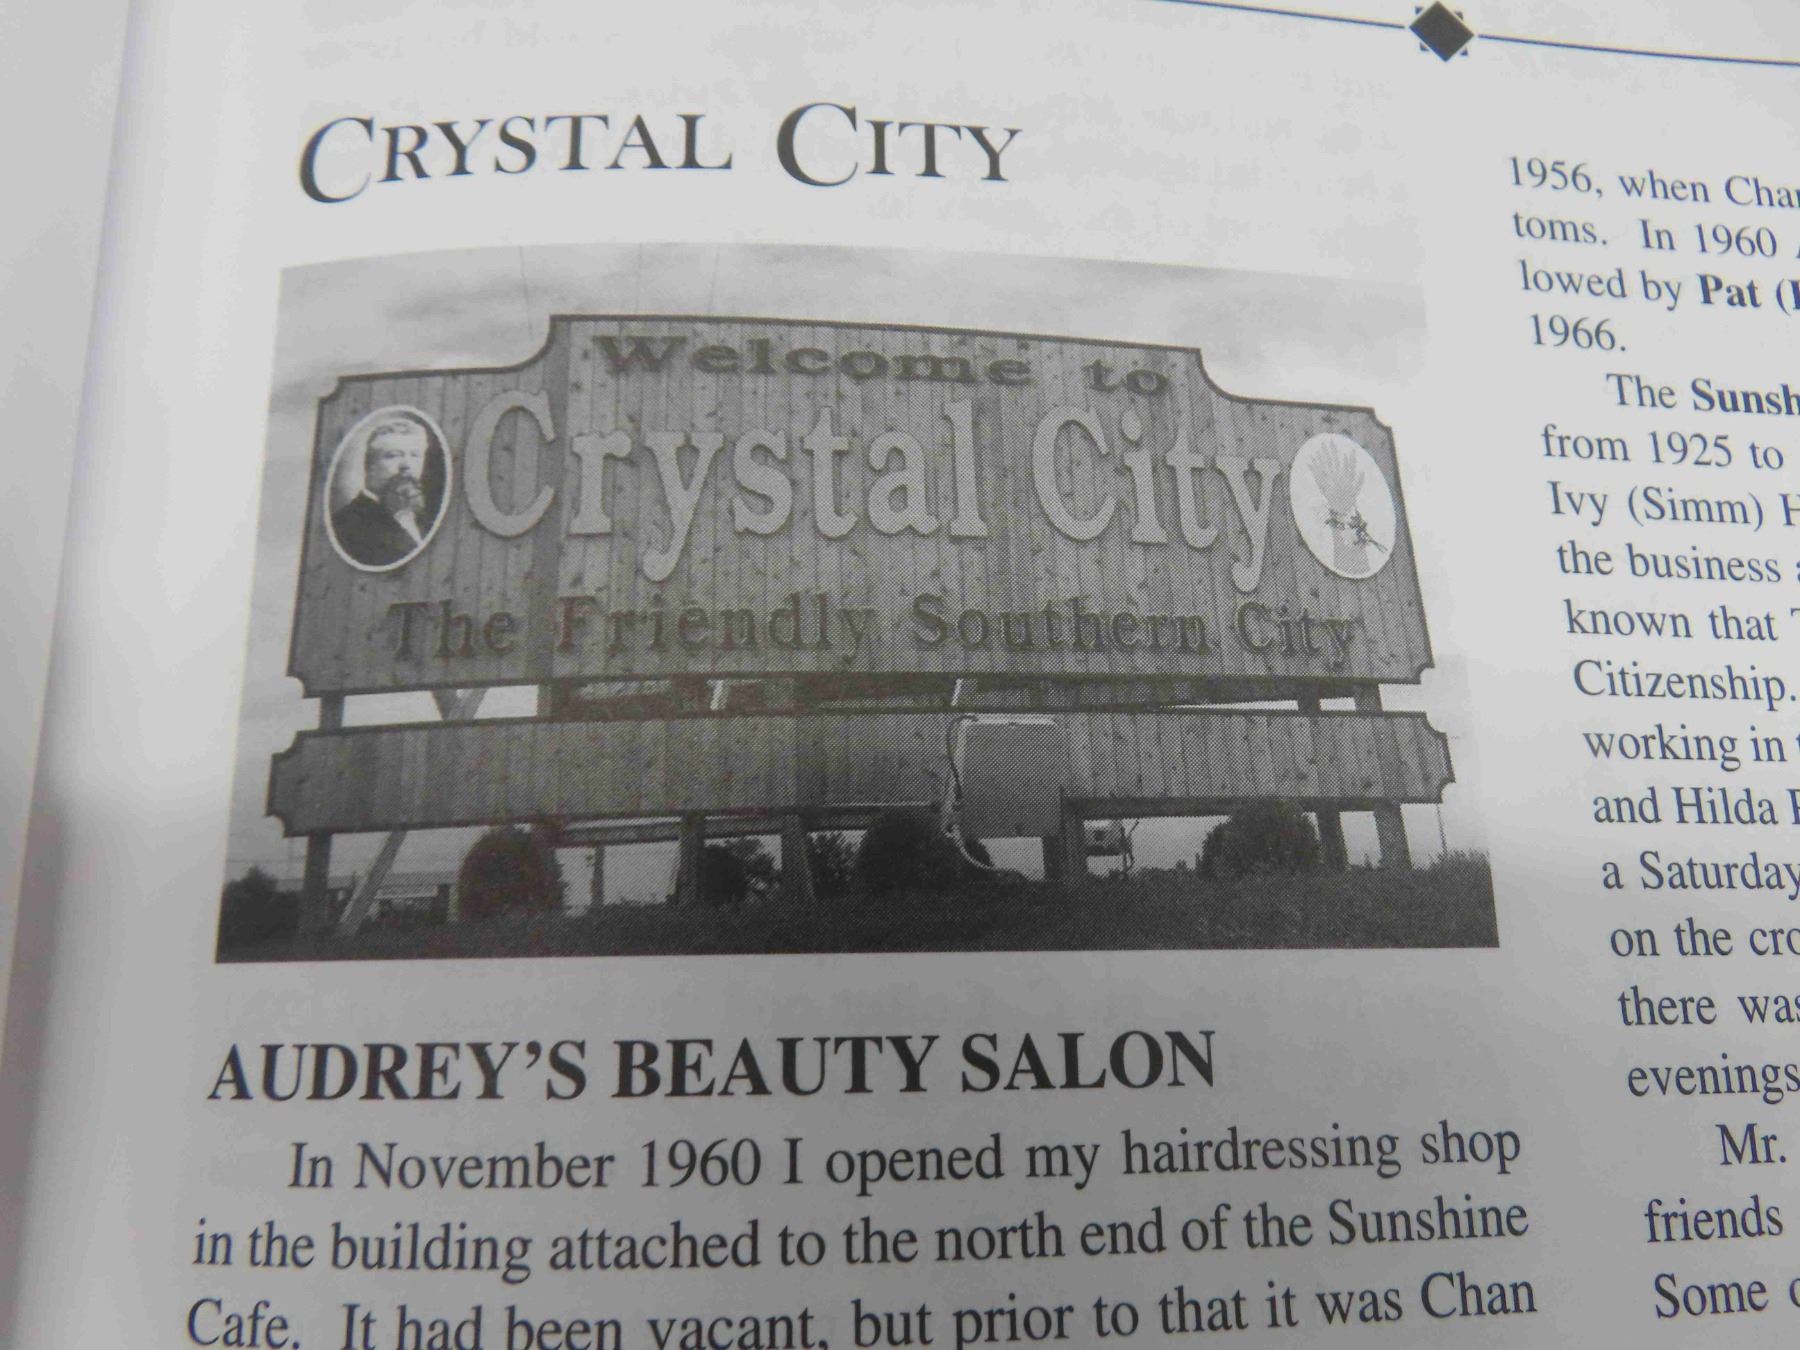 CRYSTAL CITY
Welcome to
Crystal City
The Friendly Southern City
AUDREY'S BEAUTY SALON
In November 1960 I opened my hairdressing shop
in the building attached to the north end of the Sunshine
Cafe. It had been vacant, but prior to that it was Chan
1956, when
toms. In 1960
lowed by Pat
1966.
The
from 1925 to
Ivy (Simm)
the business
known that
Citizenship.
working in
and Hilda
a Saturday
on the
there was
evenings
Mr.
friends
Some